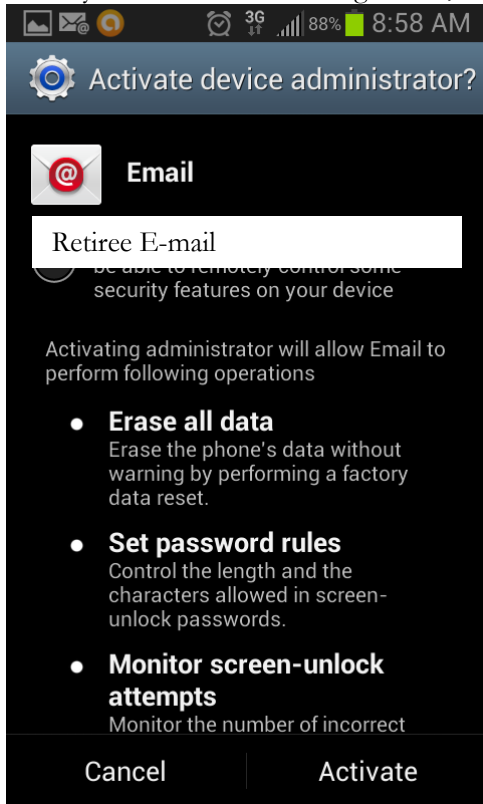 3G 88% 8:58 AM
Activate device administrator?
Email
Retiree E-mail
be able to remotely control some
security features on your device
Activating administrator will allow Email to
perform following operations
Erase all data
Erase the phone's data without
warning by performing a factory
data reset.
Set password rules
Control the length and the
characters allowed in screen-
unlock passwords.
Monitor screen-unlock
attempts
Monitor the number of incorrect
Cancel Activate